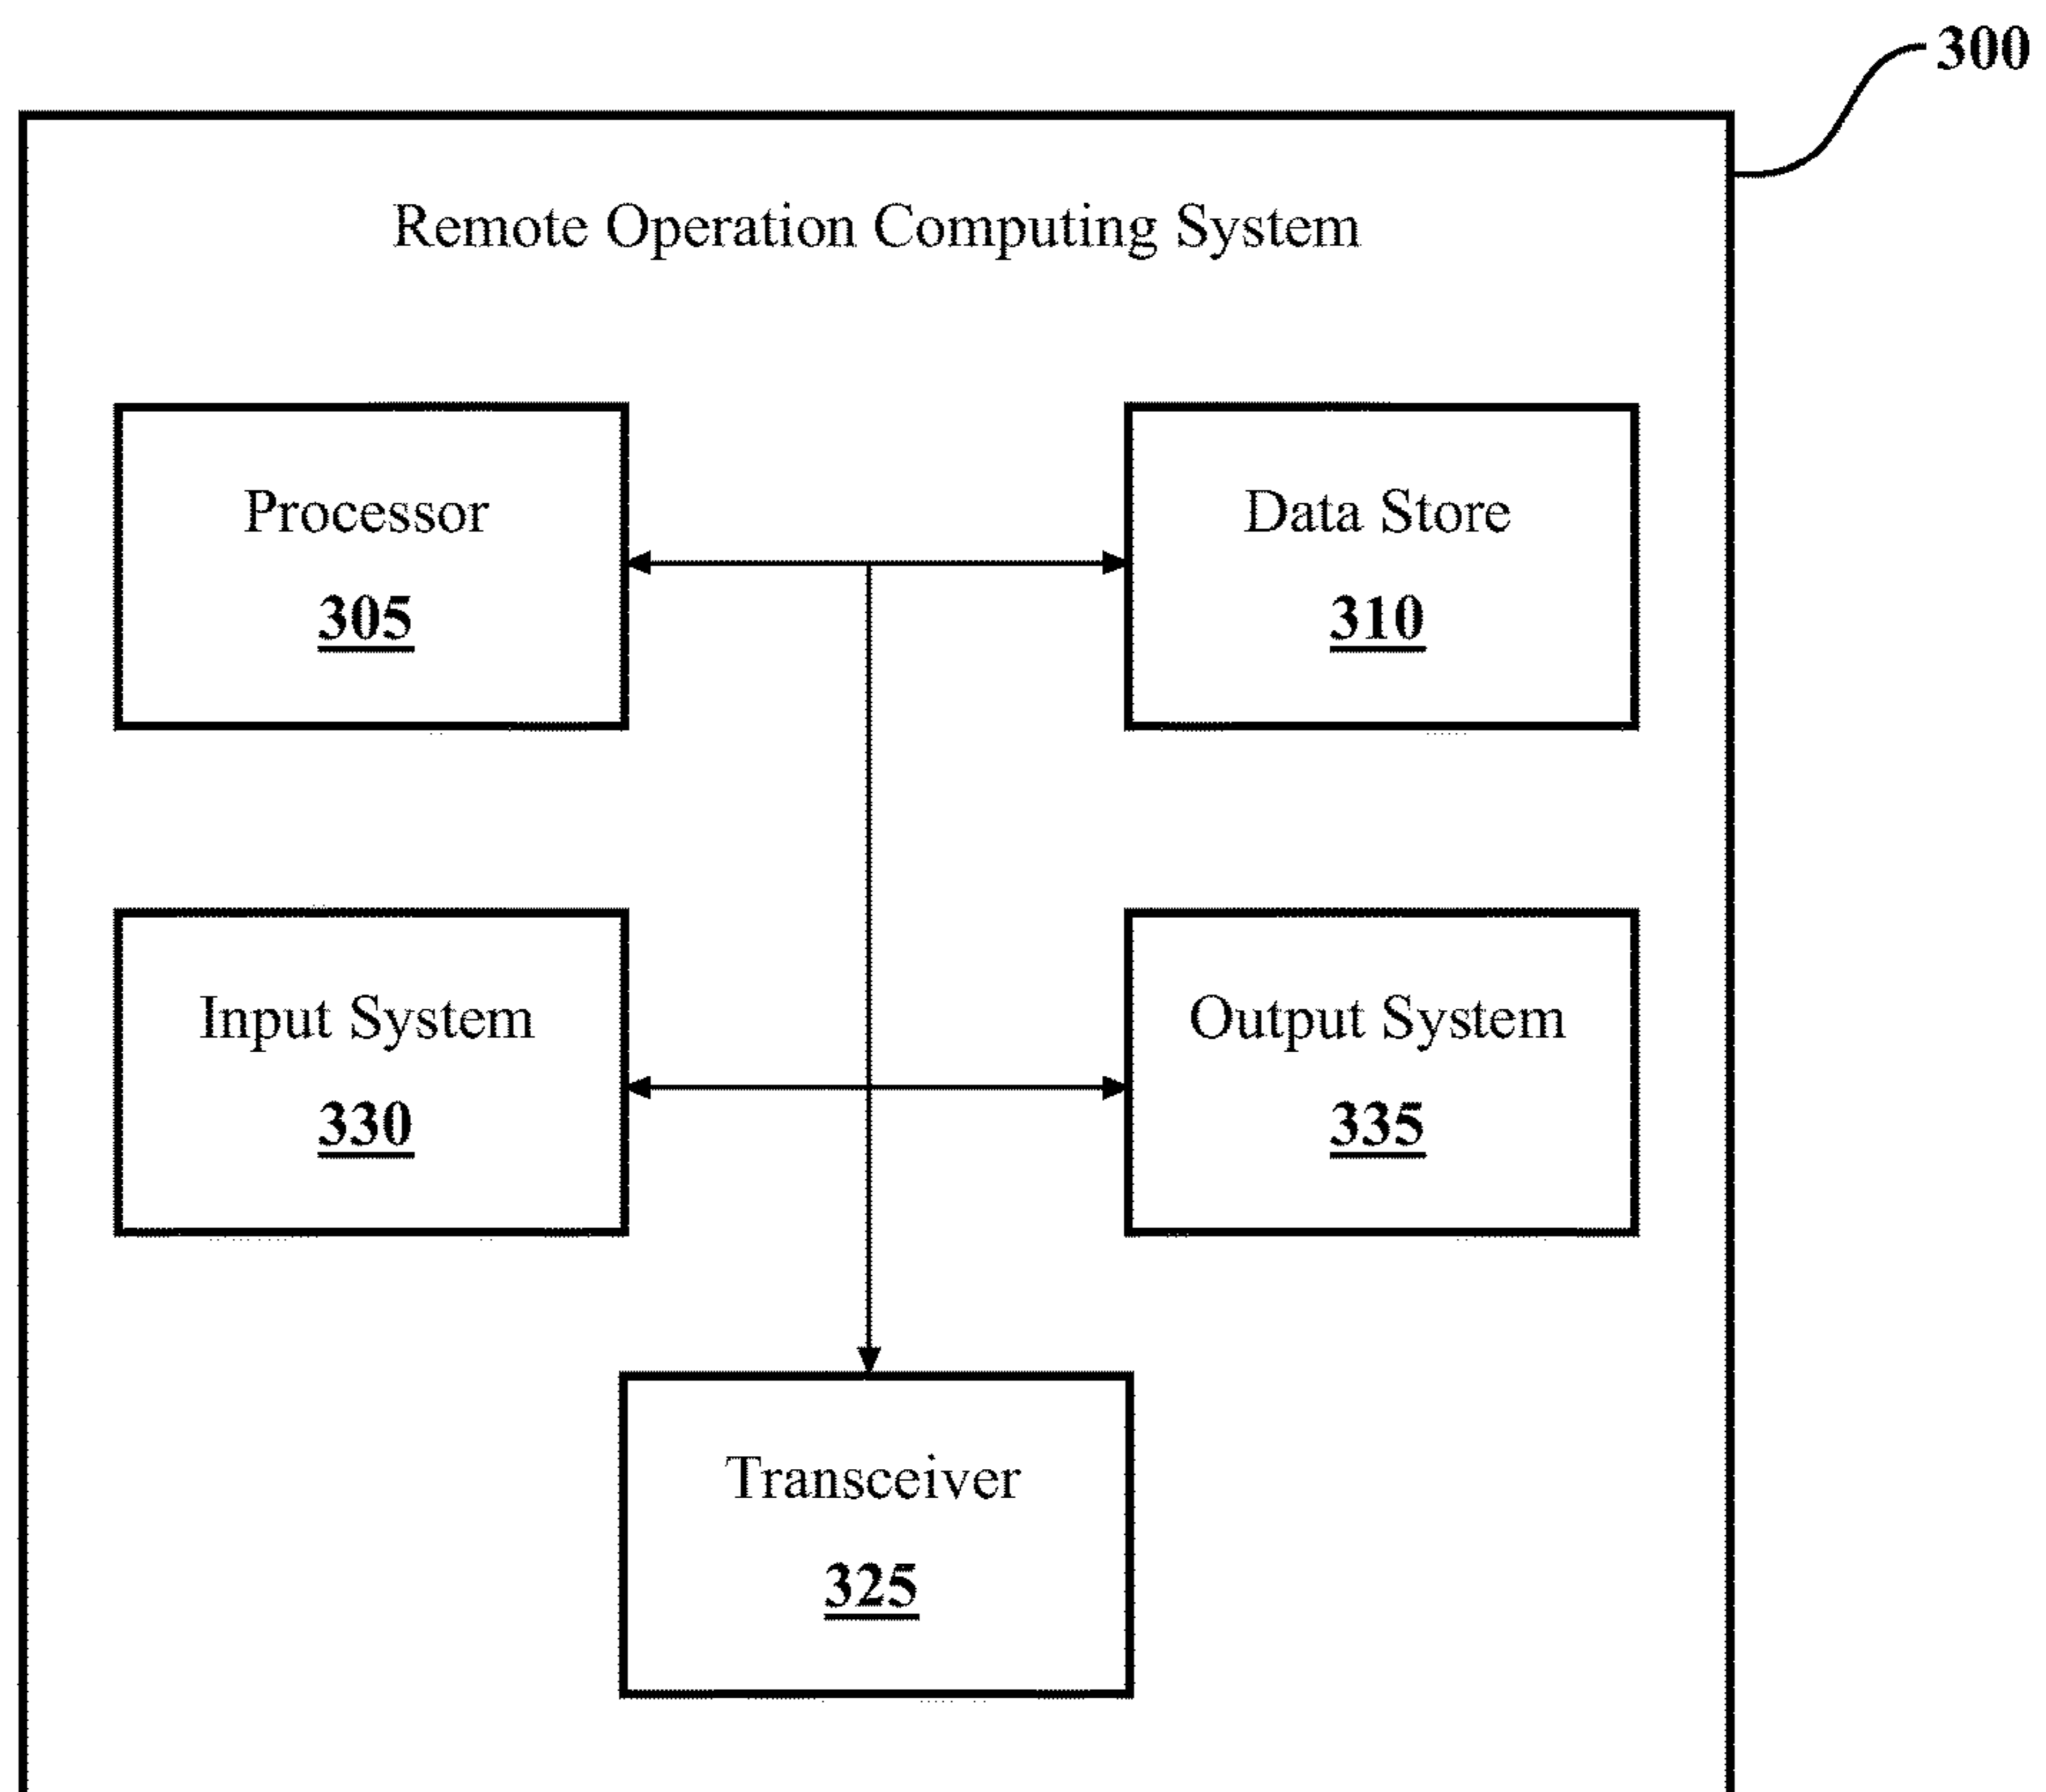 300
Remote Operation Computing System
Processor
305
Data Store
310
Input System
330
Output System
335
Transceiver
325